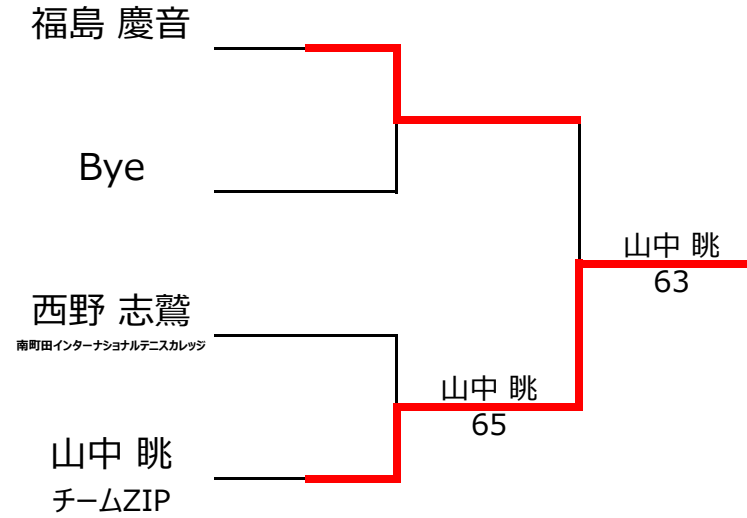 福島 慶音
Bye
西野 志鷲
南町田インターナショナルテニスカレッジ
山中 眺
チームZIP
山中 眺
65
山中 眺
63